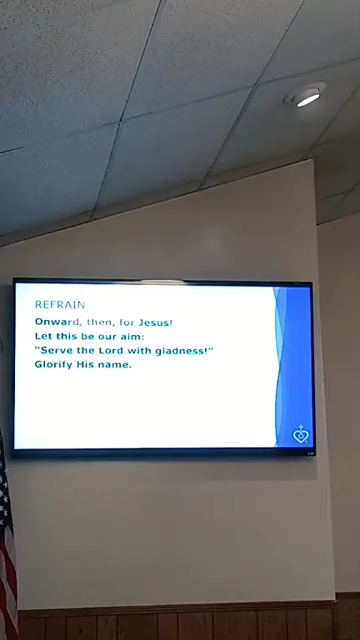 REFRAIN
Onward, then, for Jesus!
Let this be our aim:
“Serve the Lord with gladness!”
Glorify His name.